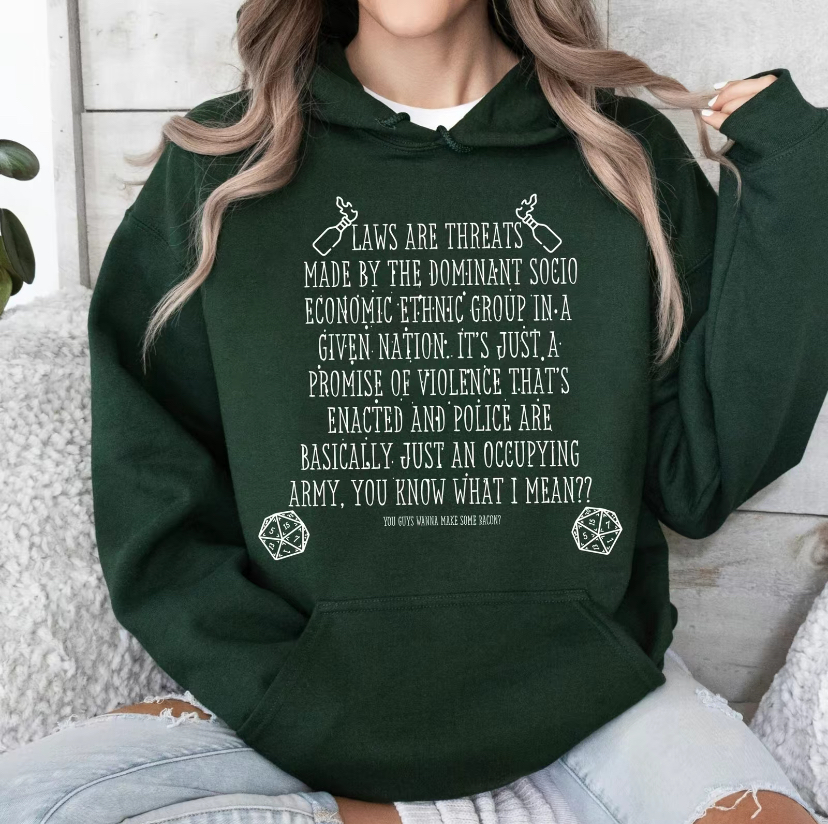 LAWS ARE THREATS
MADE BY THE DOMINANT SOCIO
ECONOMIC ETHNIC GROUP IN A
GIVEN NATION. IT'S JUST A
PROMISE OF VIOLENCE THAT'S
ENACTED AND POLICE ARE
BASICALLY JUST AN OCCUPYING
ARMY, YOU KNOW WHAT I MEAN??
YOU GUYS WANNA MAKE SOME BACON?